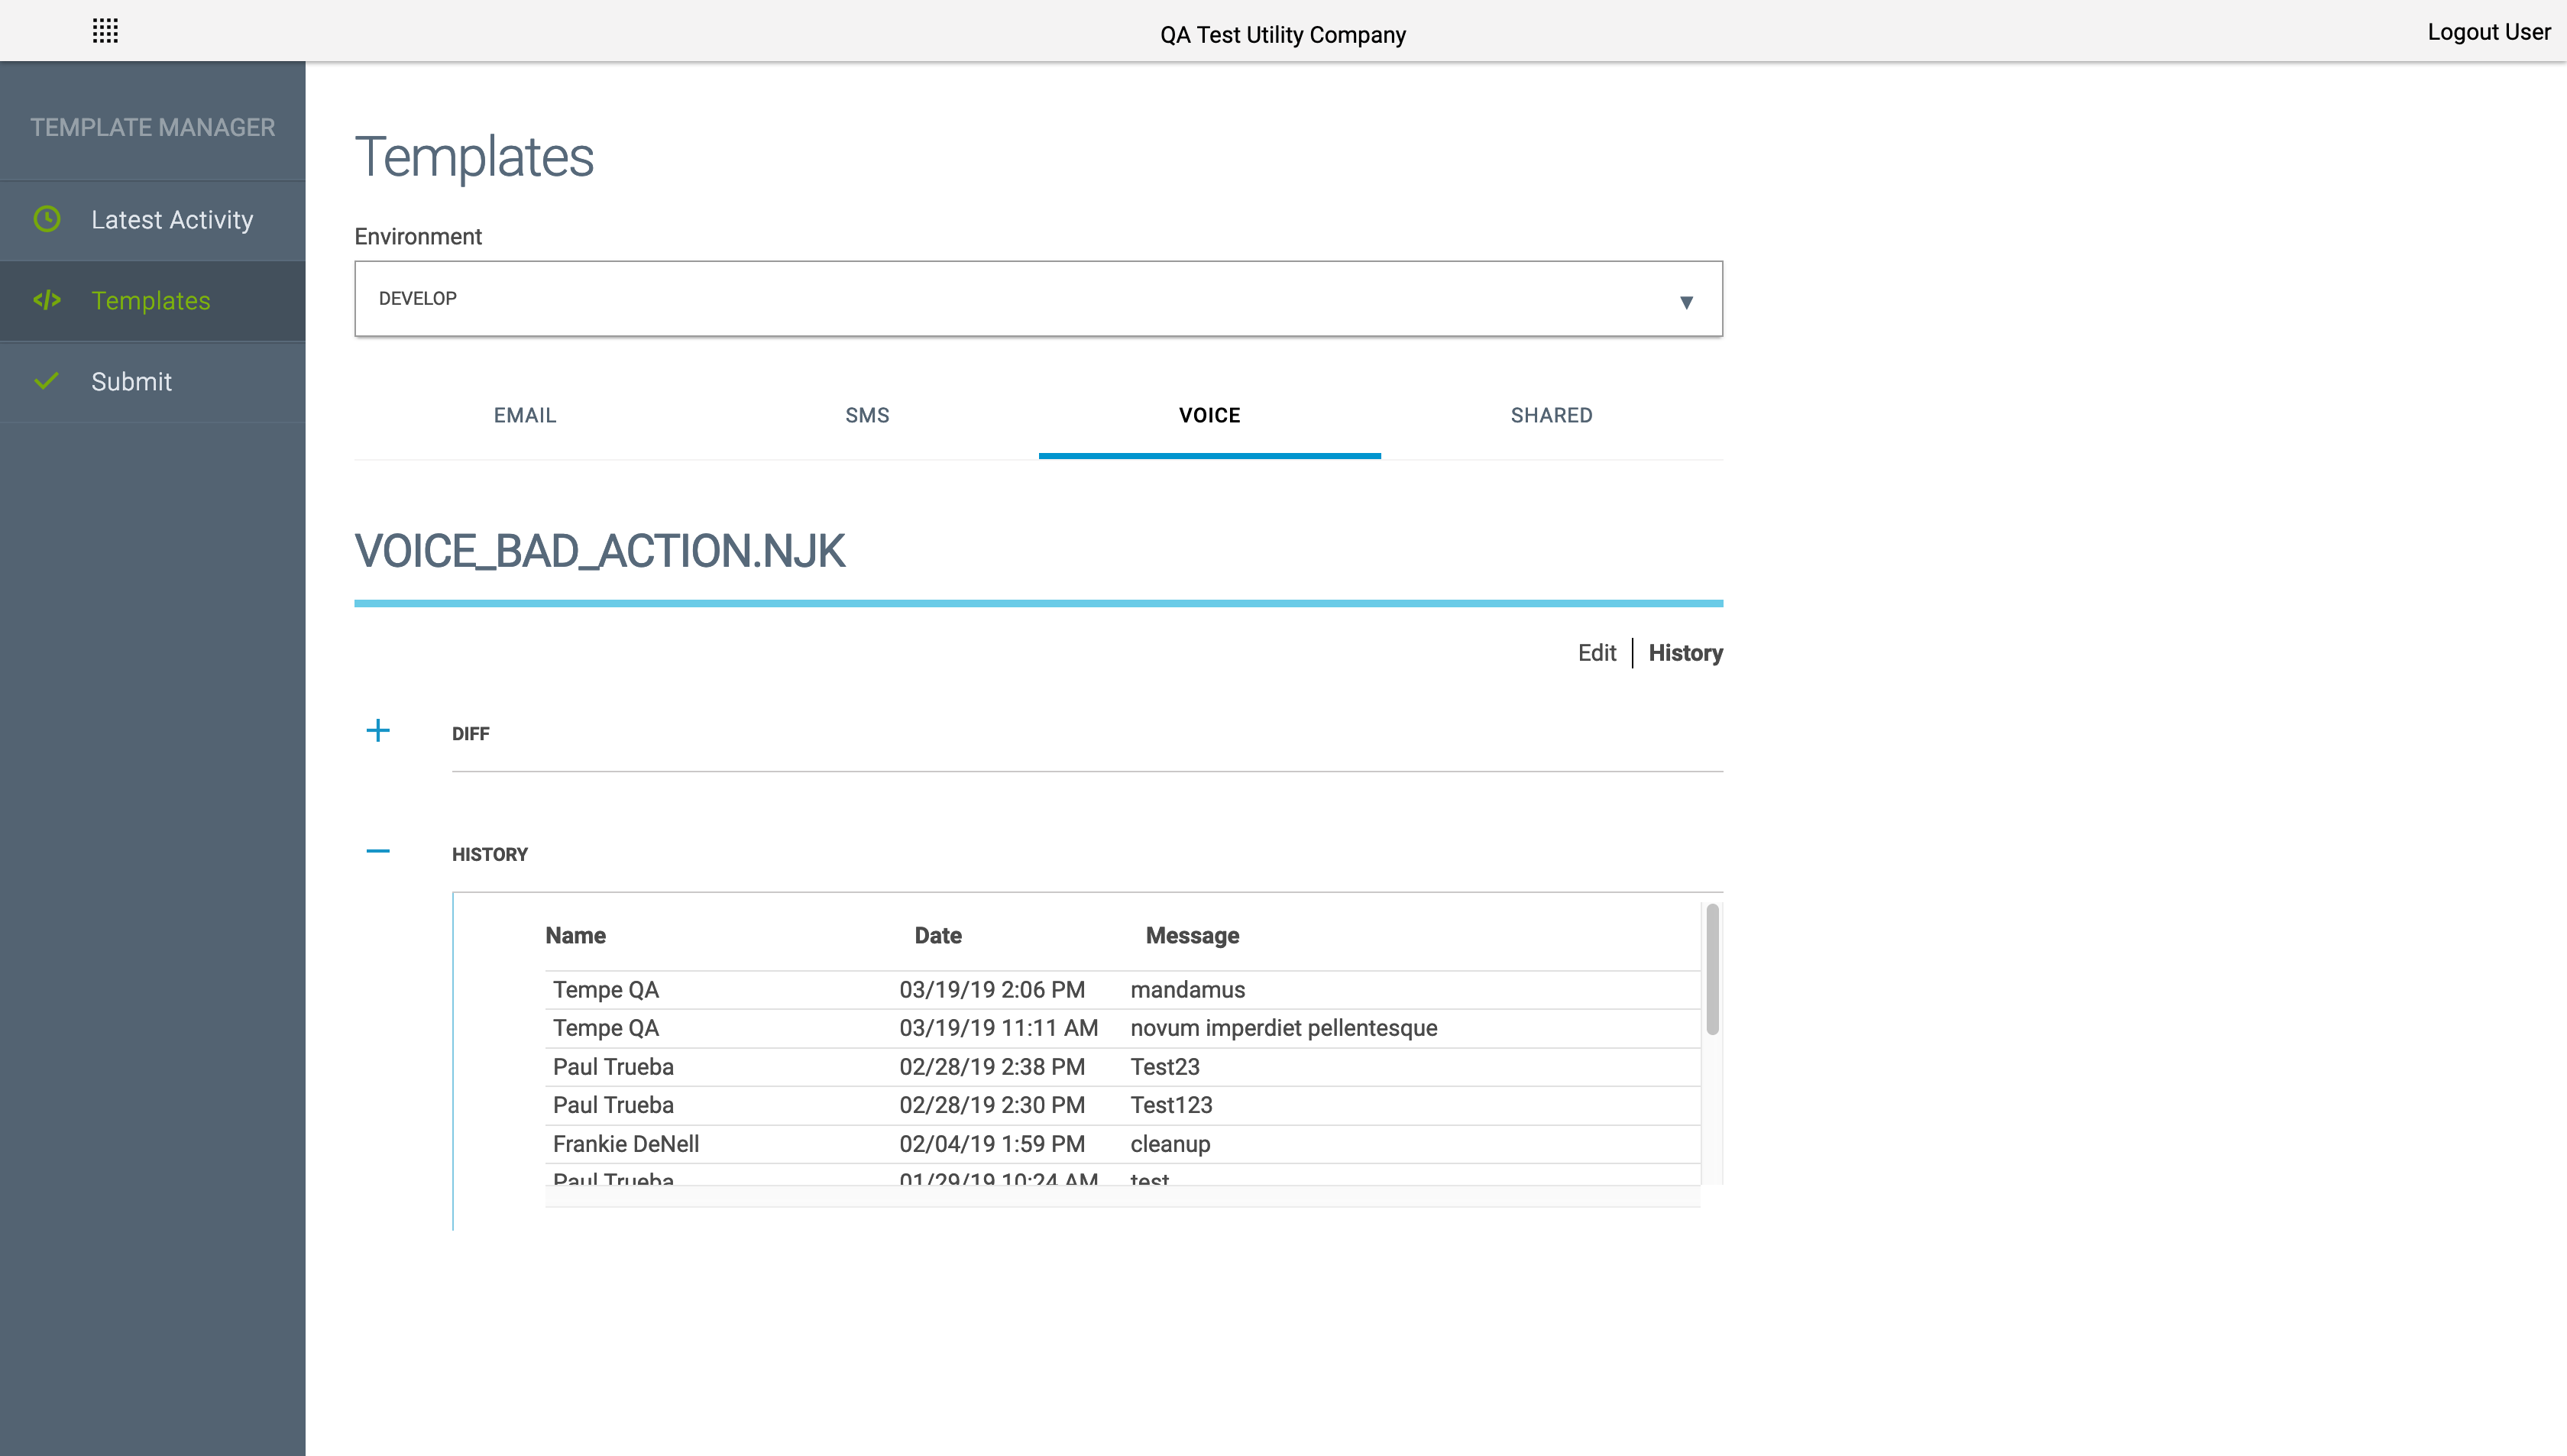 QA Test Utility Company
Logout User
TEMPLATE MANAGER
Latest Activity
Templates
Submit
Templates
Environment
DEVELOP
EMAIL SMS VOICE SHARED
VOICE_BAD_ACTION.NJK
Edit History
DIFF
HISTORY
Name Date Message
Tempe QA 03/19/19 2:06 PM mandamus
Tempe QA 03/19/19 11:11 AM novum imperdiet pellentesque
Paul Trueba 02/28/19 2:38 PM Test23
Paul Trueba 02/28/19 2:30 PM Test123
Frankie DeNell 02/04/19 1:59 PM cleanup
Paul Trueba 01/29/19 10:24 AM test